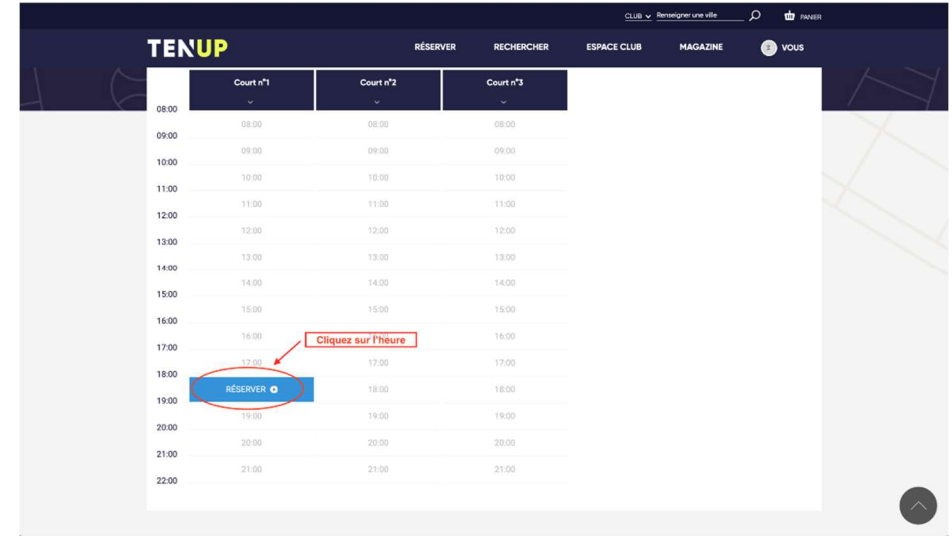 CLUB Renseigner une ville PANIER
TENUP RÉSERVER RECHERCHER ESPACE CLUB MAGAZINE VOUS
Court n°1 Court n°2 Court n°3
08:00
08:00 08:00 08:00
09:00
09:00 09:00 09:00
10:00
10:00 10:00 10:00
11:00
11:00 11:00 11:00
12:00
12:00 12:00 12:00
13:00
13:00 13:00 13:00
14:00
14:00 14:00 14:00
15:00
15:00 15:00 15:00
16:00
16:00 Cliquez sur l'heure 16:00
17:00
17:00 17:00 17:00
18:00
RÉSERVER 18:00 18:00
19:00
19:00 19:00 19:00
20:00
20:00 20:00 20:00
21:00
21:00 21:00 21:00
22:00